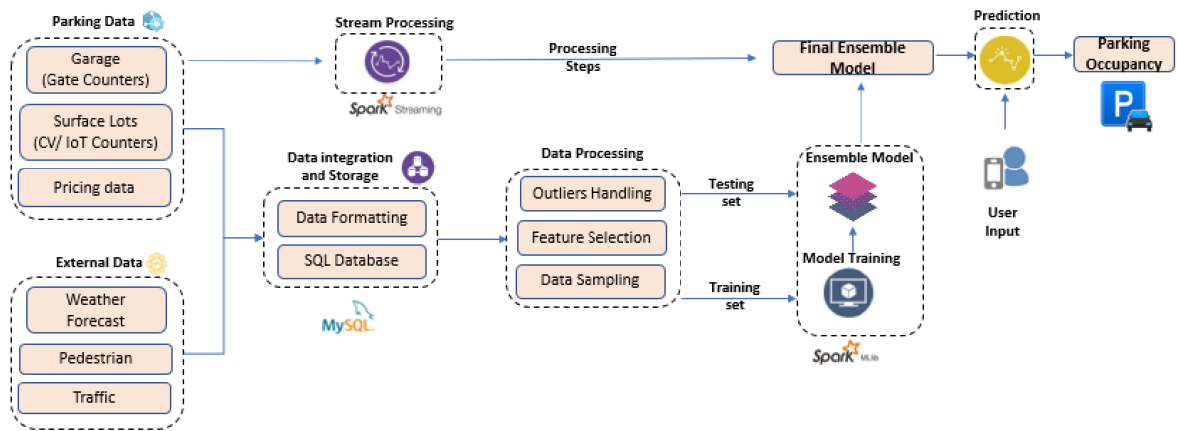 Parking Data
Garage
(Gate Counters)
Surface Lots
(CV/ IoT Counters)
Pricing data
External Data
Weather
Forecast
Pedestrian
Traffic
Stream Processing
Spark Streaming
Data integration
and Storage
Data Formatting
SQL Database
MySQL
Processing
Steps
Data Processing
Outliers Handling
Feature Selection
Data Sampling
Testing
set
Training
set
Final Ensemble
Model
Ensemble Model
Model Training
Spark MLlib
Prediction
User
Input
Parking
Occupancy
P